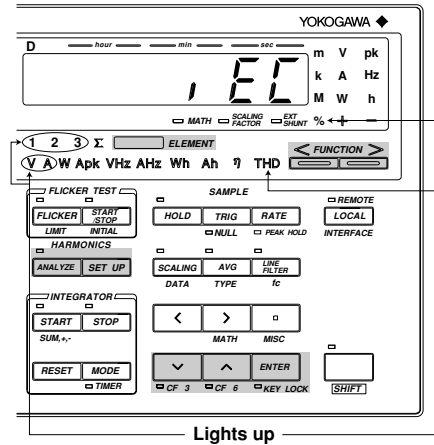 YOKOGAWA
D hour min sec m V pk
k A Hz
M W h
, EC
MATH SCALING FACTOR EXT SHUNT % + −
1 2 3 Σ ELEMENT
< FUNCTION >
V A W Apk VHz AHz Wh Ah η THD
FLICKER TEST SAMPLE
REMOTE
FLICKER START /STOP HOLD TRIG RATE LOCAL
LIMIT INITIAL NULL PEAK HOLD INTERFACE
HARMONICS
ANALYZE SET UP SCALING AVG LINE FILTER
DATA TYPE fc
INTEGRATOR
START STOP < >
SUM,+,- MATH MISC
RESET MODE ENTER
TIMER CF 3 CF 6 KEY LOCK SHIFT
Lights up